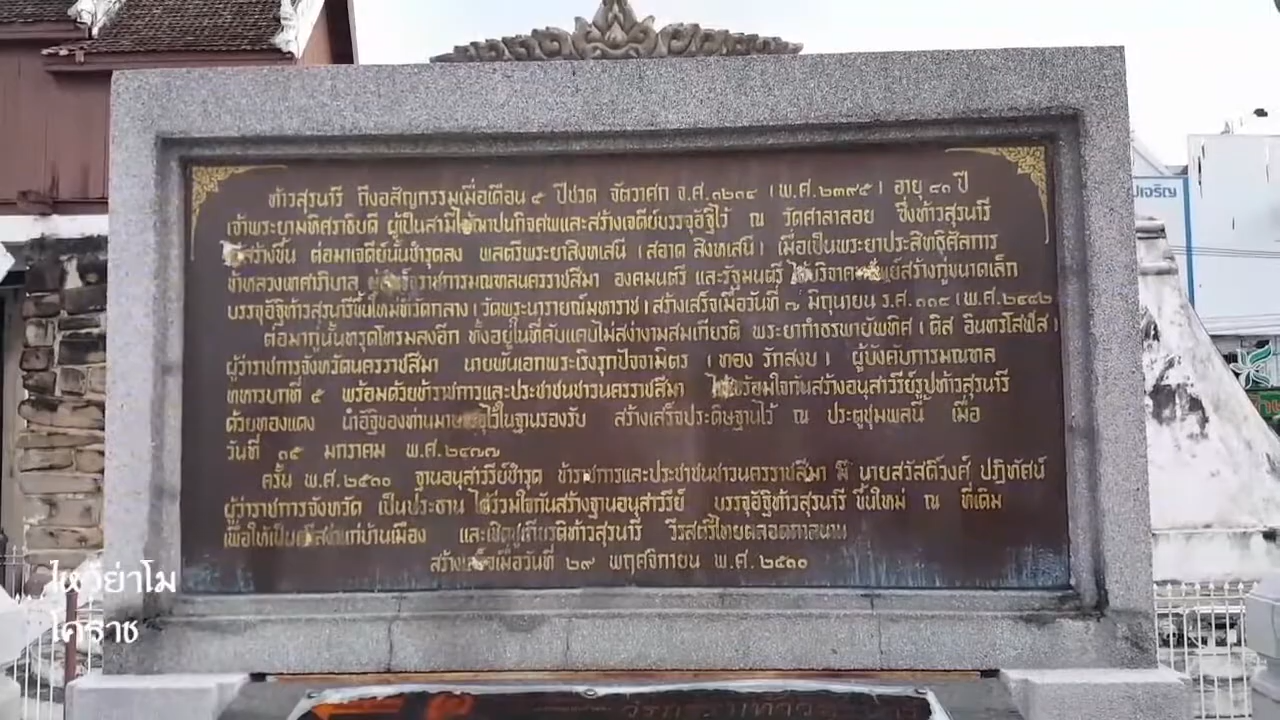 ท้าวสุรนารี ถึงอสัญกรรมเมื่อเดือน ๕ ปีชวด จัตวาศก จ.ศ.๑๒๑๔ (พ.ศ.๒๓๙๕) อายุ ๘๑ ปี
เจ้าพระยามหิศราธิบดี ผู้เป็นสามีได้ฌาปนกิจศพและสร้างเจดีย์บรรจุอัฐิไว้ ณ วัดศาลาลอย ซึ่งท้าวสุรนารี
ได้สร้างขึ้น ต่อมาเจดีย์นั้นชำรุดลง พลตรีพระยาสิงหเสนี (สอาด สิงหเสนี) เมื่อเป็นพระยาประสิทธิ์ศัลการ
ข้าหลวงเทศาภิบาล ผู้สำเร็จราชการมณฑลนครราชสีมา องคมนตรี และรัฐมนตรี ได้บริจาคทรัพย์สร้างกู่ขนาดเล็ก
บรรจุอัฐิท้าวสุรนารีขึ้นใหม่ที่วัดกลาง (วัดพระนารายณ์มหาราช) สร้างเสร็จเมื่อวันที่ ๗ มิถุนายน ร.ศ.๑๑๘ (พ.ศ.๒๔๔๒
ต่อมากู่นั้นทรุดโทรมลงอีก ทั้งอยู่ในที่คับแคบไม่สง่างามสมเกียรติ พระยากำธรพายัพทิศ (ดิส อินทรโสฬส)
ผู้ว่าราชการจังหวัดนครราชสีมา นายพันเอกพระเริงรุกปัจจามิตร (ทอง รักสงบ) ผู้บังคับการมณฑล
ทหารบกที่ ๕ พร้อมด้วยข้าราชการและประชาชนชาวนครราชสีมา ได้พร้อมใจกันสร้างอนุสาวรีย์รูปท้าวสุรนารี
ด้วยทองแดง นำอัฐิของท่านมาบรรจุไว้ในฐานรองรับ สร้างเสร็จประดิษฐานไว้ ณ ประตูชุมพลนี้ เมื่อ
วันที่ ๑๕ มกราคม พ.ศ.๒๔๗๗
ครั้น พ.ศ.๒๕๑๐ ฐานอนุสาวรีย์ชำรุด ข้าราชการและประชาชนชาวนครราชสีมา มี นายสวัสดิ์วงศ์ ปฏิทัศน์
ผู้ว่าราชการจังหวัด เป็นประธาน ได้ร่วมใจกันสร้างฐานอนุสาวรีย์ บรรจุอัฐิท้าวสุรนารี ขึ้นใหม่ ณ ที่เดิม
เพื่อให้เป็นศรีสง่าแก่บ้านเมือง และเชิดชูเกียรติท้าวสุรนารี วีรสตรีไทยตลอดกาลนาน
สร้างเสร็จเมื่อวันที่ ๒๙ พฤศจิกายน พ.ศ.๒๕๑๐
ไหว้ย่าโม
โคราช